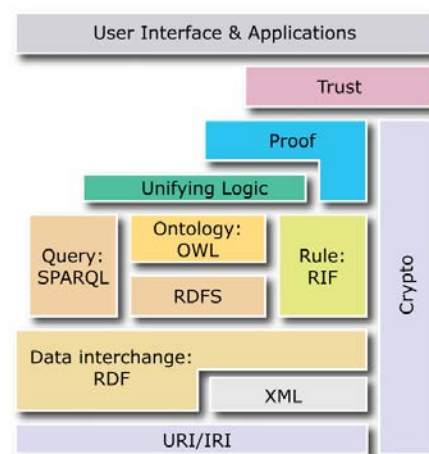 User Interface & Applications
Trust
Proof
Unifying Logic
Query:
SPARQL
Ontology:
OWL
RDFS
Rule:
RIF
Crypto
Data interchange:
RDF
XML
URI/IRI